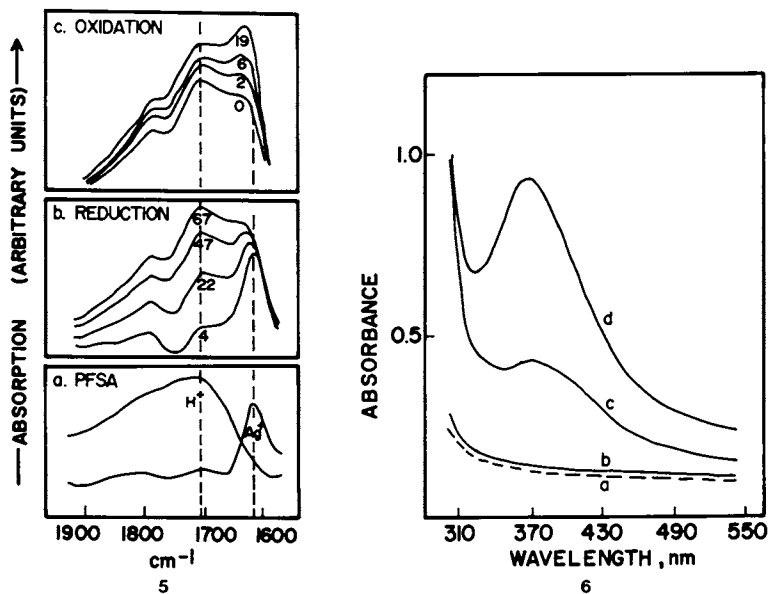 c. OXIDATION
19
6
2
0
b. REDUCTION
67
47
22
4
a. PFSA
H+
Ag+
ABSORPTION (ARBITRARY UNITS)
1900 1800 1700 1600
cm-1
5
1.0
0.5
ABSORBANCE
d
c
b
a
310 370 430 490 550
WAVELENGTH, nm
6